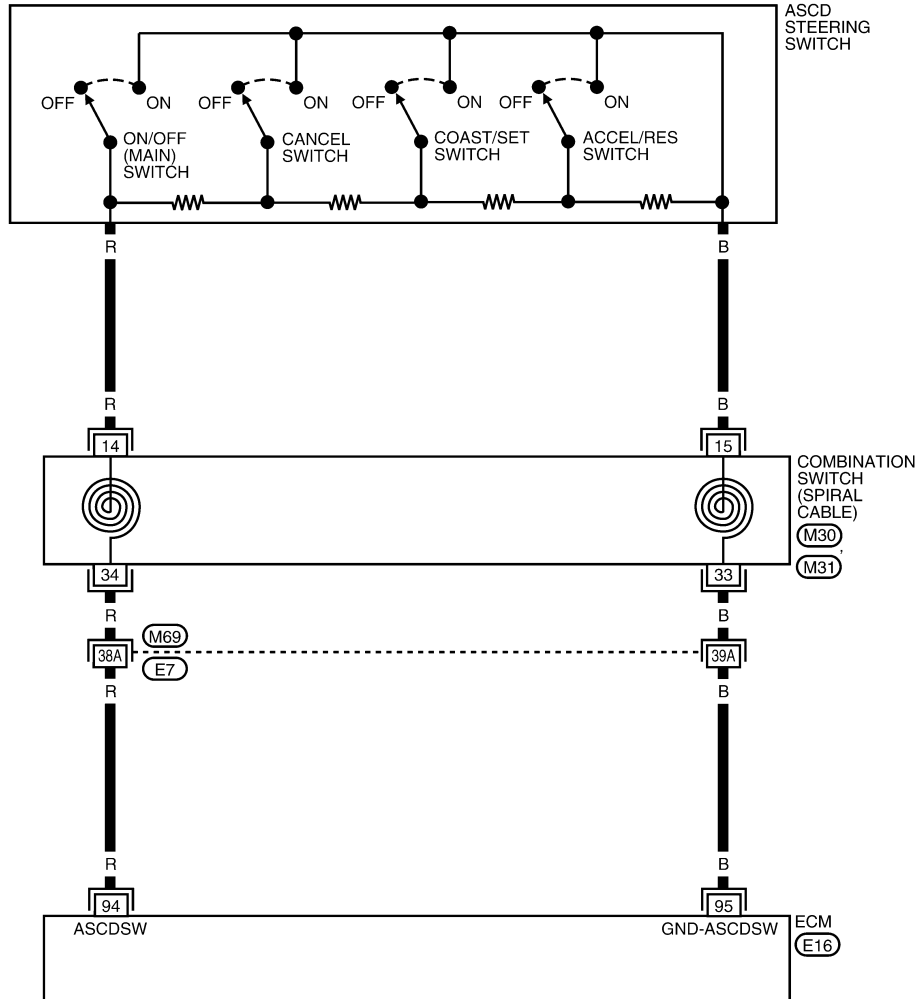 ASCD
STEERING
SWITCH
OFF ON OFF ON OFF ON OFF ON
ON/OFF
(MAIN)
SWITCH
CANCEL
SWITCH
COAST/SET
SWITCH
ACCEL/RES
SWITCH
R B
R B
14 15
COMBINATION
SWITCH
(SPIRAL
CABLE)
M30 ,
M31
34 33
R B
M69
38A 39A
E7
R B
R B
94 95
ASCDSW GND-ASCDSW
ECM
E16